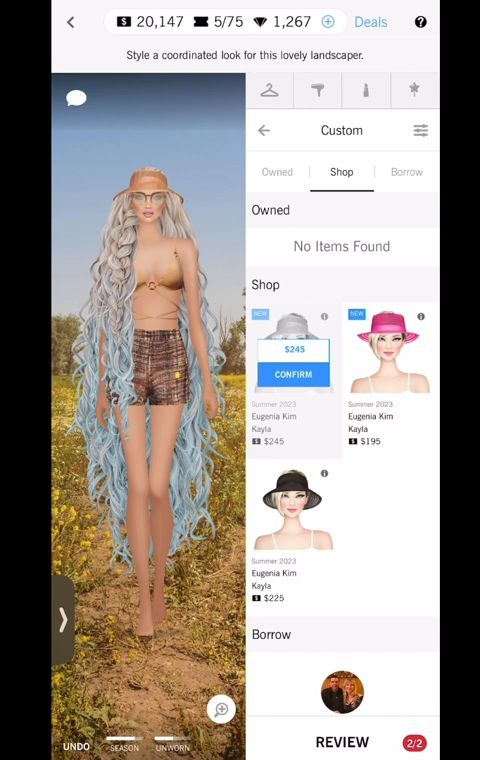 20,147
5/75
1,267
Deals
?
Style a coordinated look for this lovely landscaper.
Custom
Owned
Shop
Borrow
Owned
No Items Found
Shop
NEW
$245
CONFIRM
Summer 2023
Eugenia Kim
Kayla
$245
NEW
Summer 2023
Eugenia Kim
Kayla
$195
Summer 2023
Eugenia Kim
Kayla
$225
Borrow
UNDO
SEASON
UNWORN
REVIEW
2/2